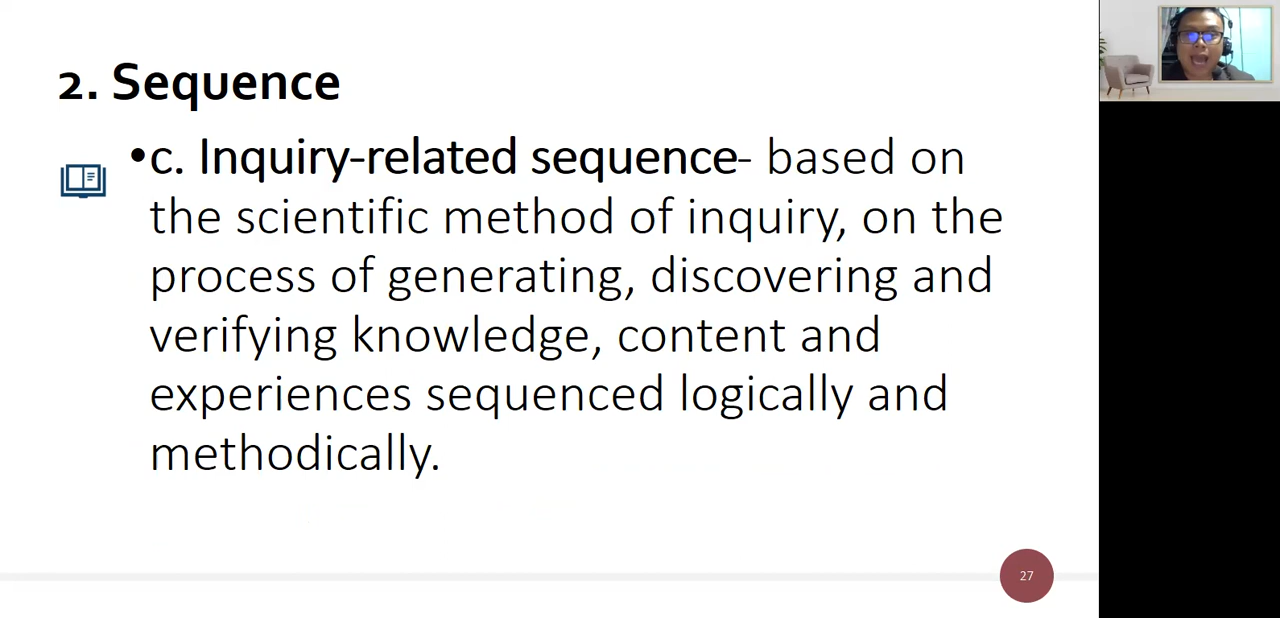 2. Sequence
•c. Inquiry-related sequence- based on
the scientific method of inquiry, on the
process of generating, discovering and
verifying knowledge, content and
experiences sequenced logically and
methodically.
27